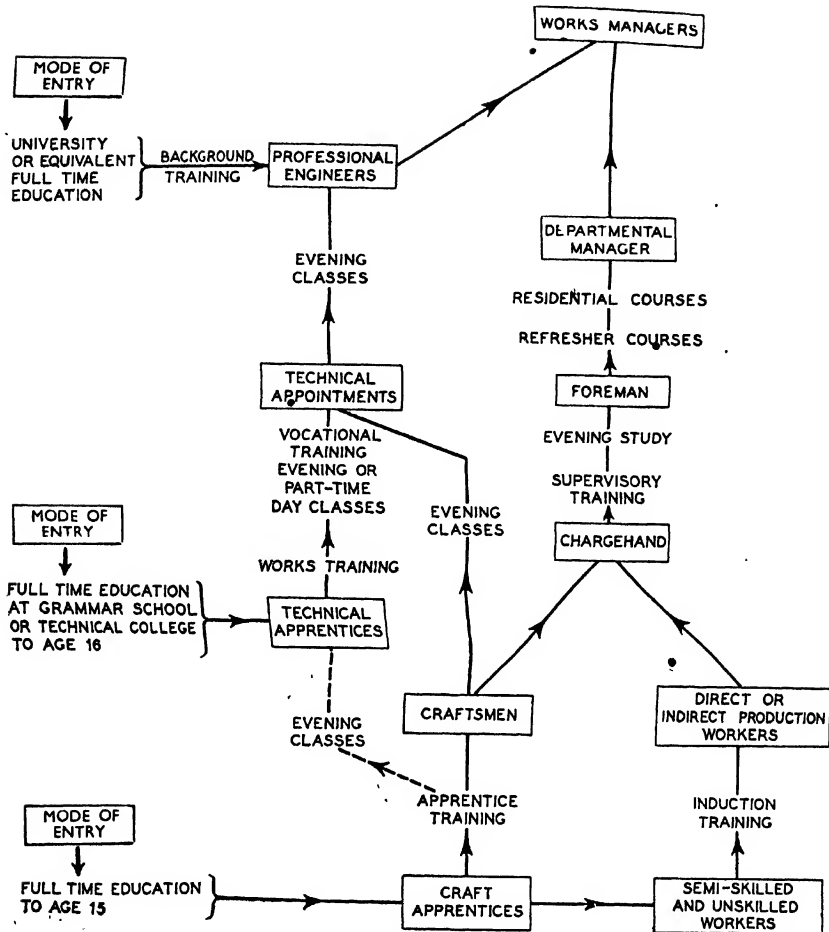 WORKS MANAGERS
MODE OF
ENTRY
UNIVERSITY
OR EQUIVALENT
FULL TIME
EDUCATION
BACKGROUND
TRAINING
PROFESSIONAL
ENGINEERS
DEPARTMENTAL
MANAGER
EVENING
CLASSES
RESIDENTIAL COURSES
REFRESHER COURSES
TECHNICAL
APPOINTMENTS
FOREMAN
VOCATIONAL
TRAINING
EVENING OR
PART-TIME
DAY CLASSES
EVENING STUDY
SUPERVISORY
TRAINING
EVENING
CLASSES
CHARGEHAND
MODE OF
ENTRY
WORKS TRAINING
FULL TIME EDUCATION
AT GRAMMAR SCHOOL
OR TECHNICAL COLLEGE
TO AGE 16
TECHNICAL
APPRENTICES
CRAFTSMEN
DIRECT OR
INDIRECT PRODUCTION
WORKERS
EVENING
CLASSES
APPRENTICE
TRAINING
INDUCTION
TRAINING
MODE OF
ENTRY
FULL TIME EDUCATION
TO AGE 15
CRAFT
APPRENTICES
SEMI-SKILLED
AND UNSKILLED
WORKERS